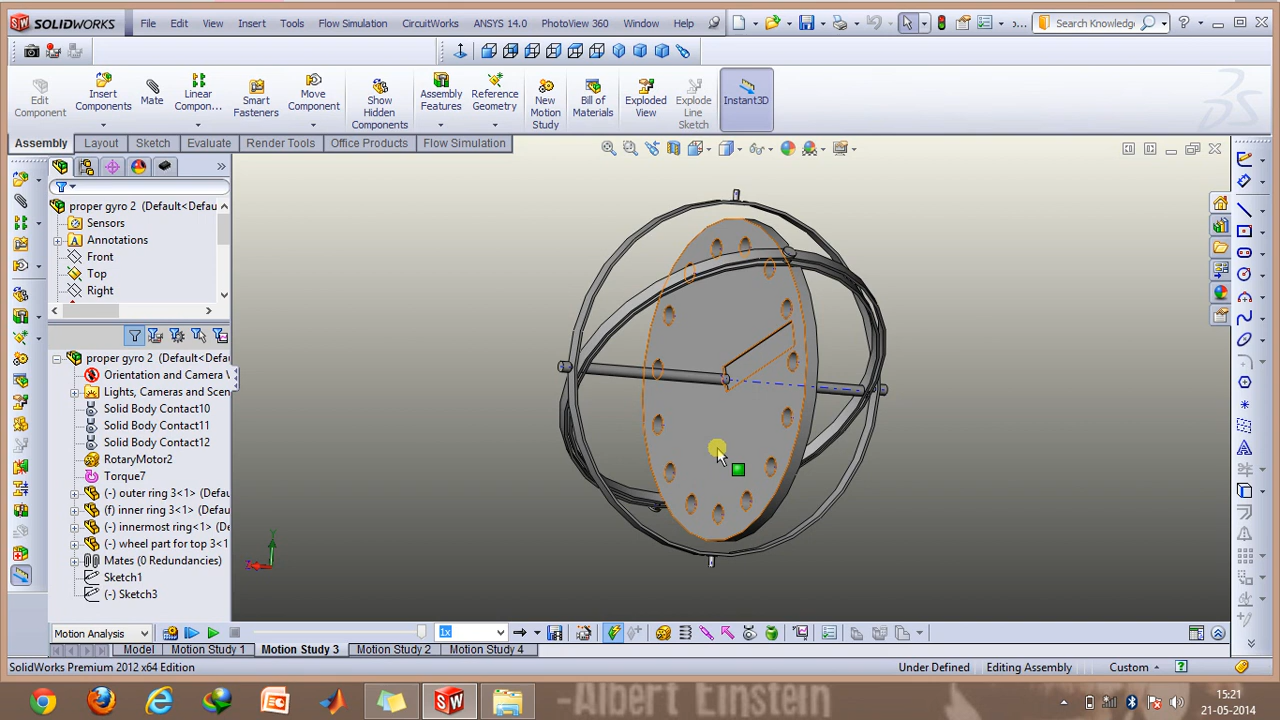 SOLIDWORKS File Edit View Insert Tools Flow Simulation CircuitWorks ANSYS 14.0 PhotoView 360 Window Help Search Knowledge
Edit Component
Insert Components
Mate
Linear Compon...
Smart Fasteners
Move Component
Show Hidden Components
Assembly Features
Reference Geometry
New Motion Study
Bill of Materials
Exploded View
Explode Line Sketch
Instant3D
Assembly Layout Sketch Evaluate Render Tools Office Products Flow Simulation
proper gyro 2 (Default<Defau
Sensors
Annotations
Front
Top
Right
proper gyro 2 (Default<Defau
Orientation and Camera
Lights, Cameras and Scen
Solid Body Contact10
Solid Body Contact11
Solid Body Contact12
RotaryMotor2
Torque7
(-) outer ring 3<1> (Defau
(f) inner ring 3<1> (Defau
(-) innermost ring<1> (De
(-) wheel part for top 3<1
Mates (0 Redundancies)
Sketch1
(-) Sketch3
Y
Motion Analysis 1x
Model Motion Study 1 Motion Study 3 Motion Study 2 Motion Study 4
SolidWorks Premium 2012 x64 Edition Under Defined Editing Assembly Custom
-Albert Einstein
15:21
21-05-2014